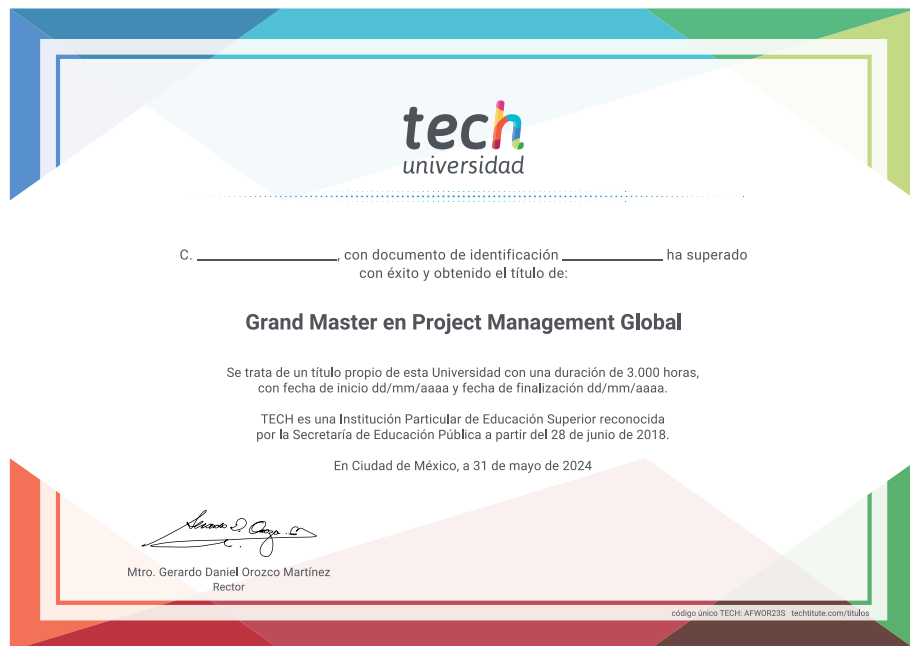 tech
universidad
C. ____________________, con documento de identificación ______________ ha superado
con éxito y obtenido el título de:
Grand Master en Project Management Global
Se trata de un título propio de esta Universidad con una duración de 3.000 horas,
con fecha de inicio dd/mm/aaaa y fecha de finalización dd/mm/aaaa.
TECH es una Institución Particular de Educación Superior reconocida
por la Secretaría de Educación Pública a partir del 28 de junio de 2018.
En Ciudad de México, a 31 de mayo de 2024
Mtro. Gerardo Daniel Orozco Martínez
Rector
código único TECH: AFWOR23S techtitute.com/titulos